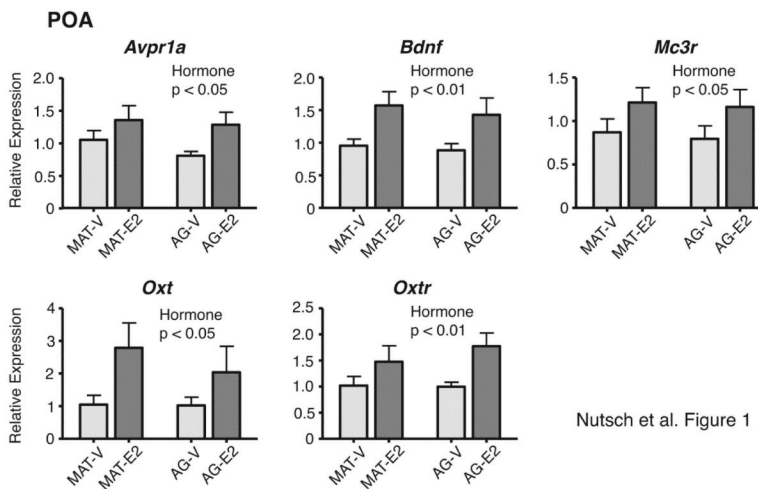 POA
Avpr1a
Relative Expression
2.0
1.5
1.0
0.5
0
Hormone
p < 0.05
MAT-V
MAT-E2
AG-V
AG-E2
Bdnf
2.0
1.5
1.0
0.5
0
Hormone
p < 0.01
MAT-V
MAT-E2
AG-V
AG-E2
Mc3r
1.5
1.0
0.5
0
Hormone
p < 0.05
MAT-V
MAT-E2
AG-V
AG-E2
Oxt
Relative Expression
4
3
2
1
0
Hormone
p < 0.05
MAT-V
MAT-E2
AG-V
AG-E2
Oxtr
2.5
2.0
1.5
1.0
0.5
0
Hormone
p < 0.01
MAT-V
MAT-E2
AG-V
AG-E2
Nutsch et al. Figure 1